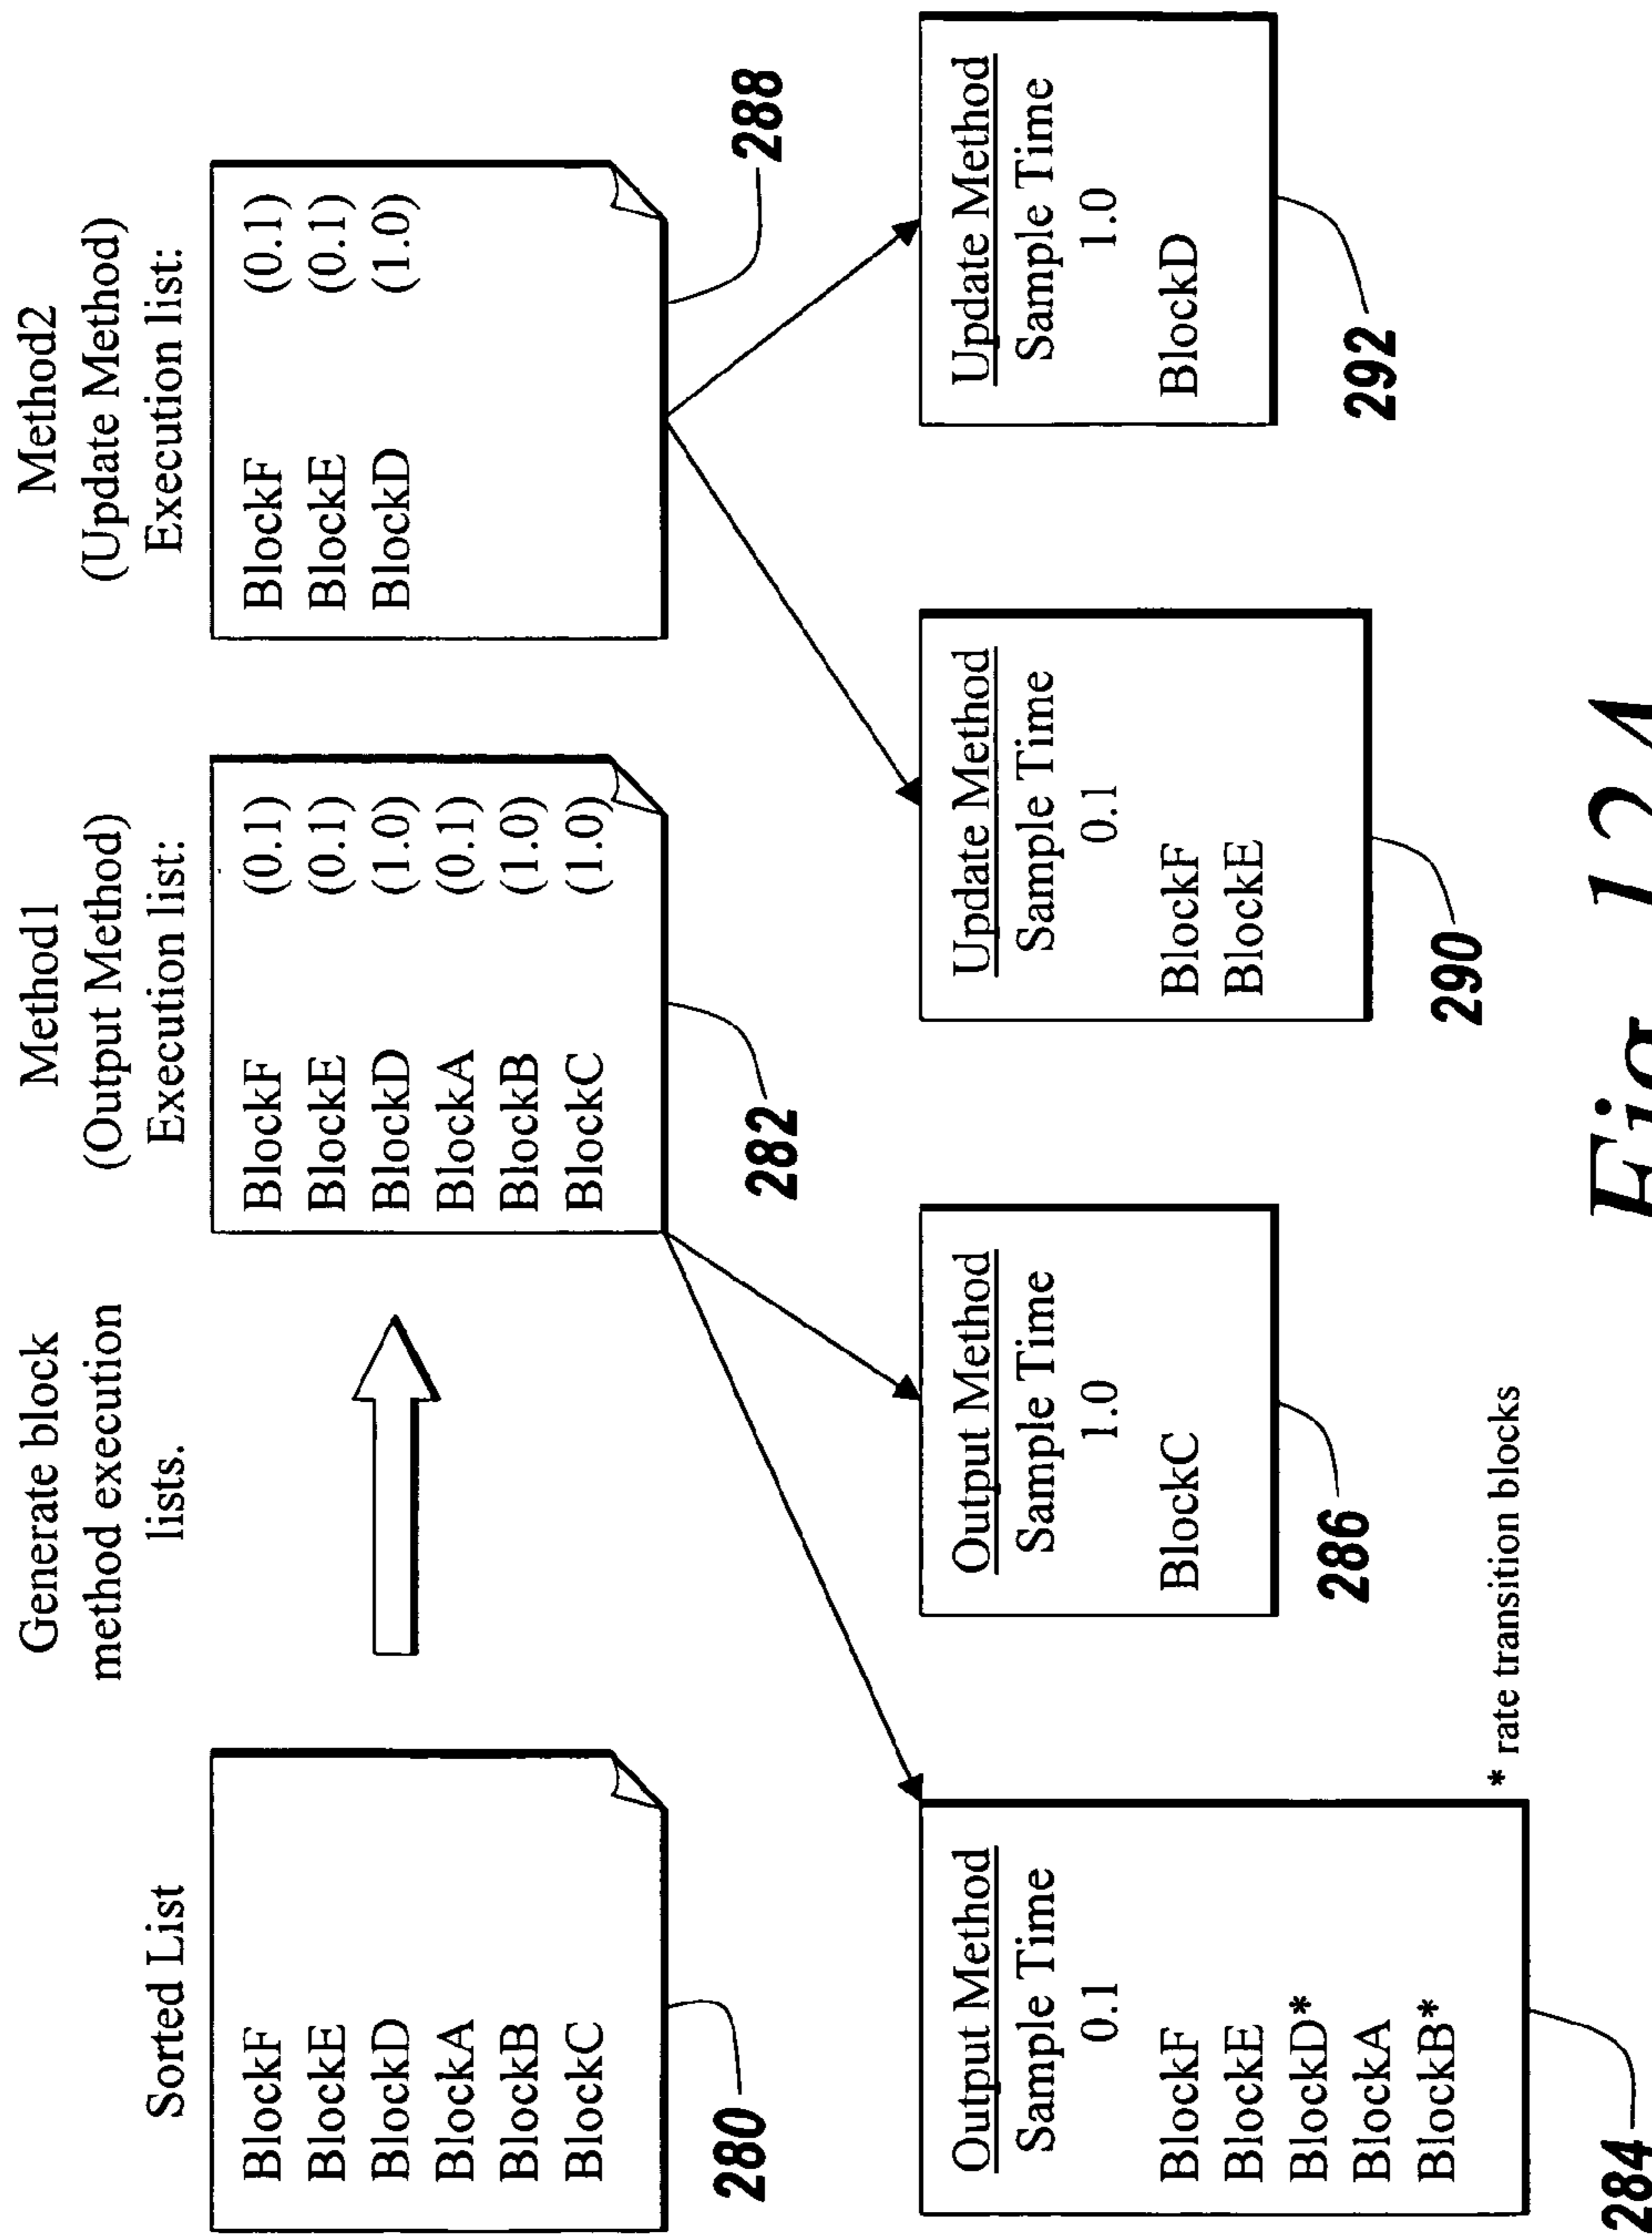 Sorted List
BlockF
BlockE
BlockD
BlockA
BlockB
BlockC
280
Generate block
method execution
lists.
Method1
(Output Method)
Execution list:
BlockF (0.1)
BlockE (0.1)
BlockD (1.0)
BlockA (0.1)
BlockB (1.0)
BlockC (1.0)
282
Method2
(Update Method)
Execution list:
BlockF (0.1)
BlockE (0.1)
BlockD (1.0)
288
Output Method
Sample Time
0.1
BlockF
BlockE
BlockD*
BlockA
BlockB*
284
* rate transition blocks
Output Method
Sample Time
1.0
BlockC
286
Update Method
Sample Time
0.1
BlockF
BlockE
290
Update Method
Sample Time
1.0
BlockD
292
Fig. 12A